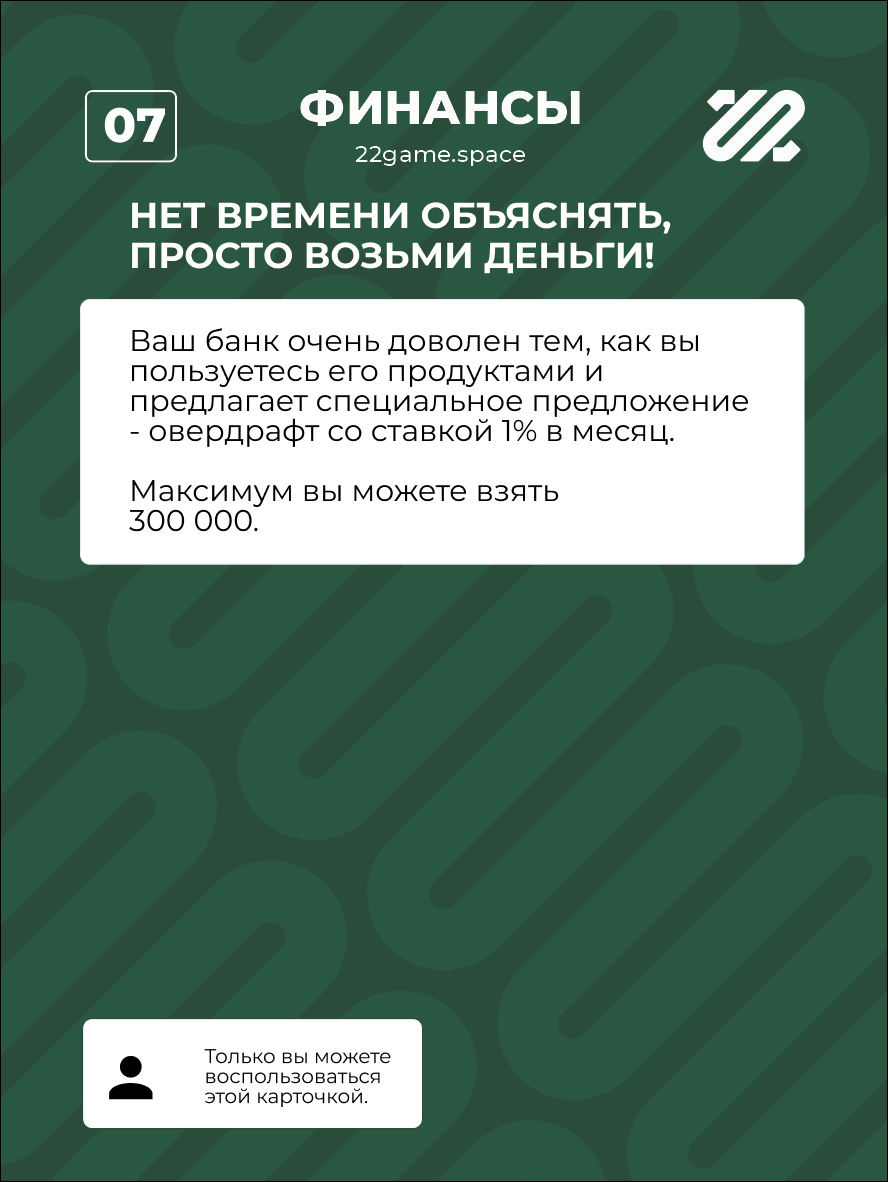 07
ФИНАНСЫ
22game.space
НЕТ ВРЕМЕНИ ОБЪЯСНЯТЬ,
ПРОСТО ВОЗЬМИ ДЕНЬГИ!
Ваш банк очень доволен тем, как вы
пользуетесь его продуктами и
предлагает специальное предложение
- овердрафт со ставкой 1% в месяц.
Максимум вы можете взять
300 000.
Только вы можете
воспользоваться
этой карточкой.